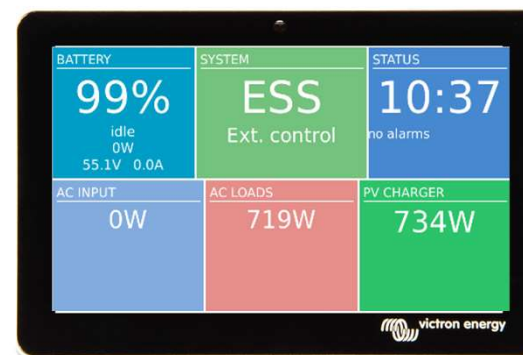 BATTERY
99%
idle
0W
55.1V 0.0A
SYSTEM
ESS
Ext. control
STATUS
10:37
no alarms
AC INPUT
0W
AC LOADS
719W
PV CHARGER
734W
victron energy